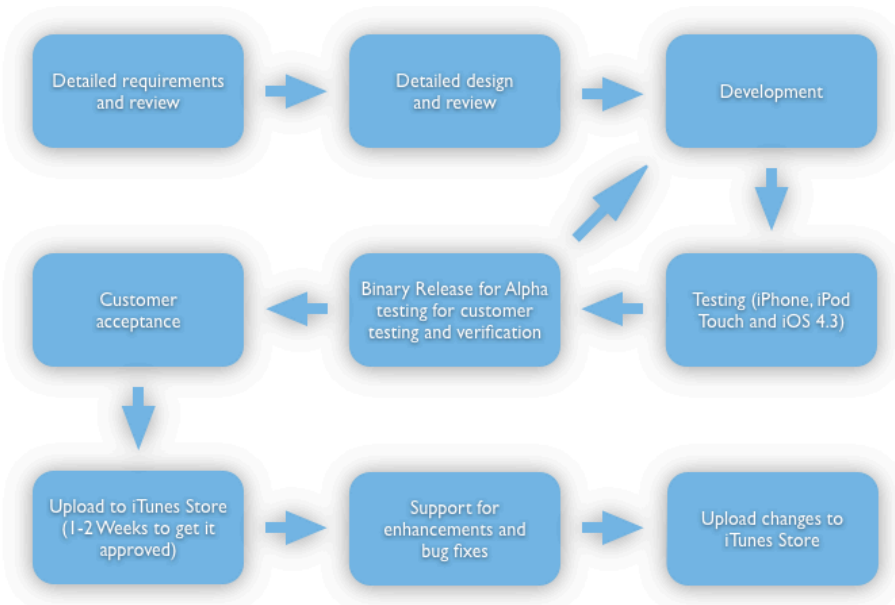 Detailed requirements
and review
Detailed design
and review
Development
Customer
acceptance
Binary Release for Alpha
testing for customer
testing and verification
Testing (iPhone, iPod
Touch and iOS 4.3)
Upload to iTunes Store
(1-2 Weeks to get it
approved)
Support for
enhancements and
bug fixes
Upload changes to
iTunes Store